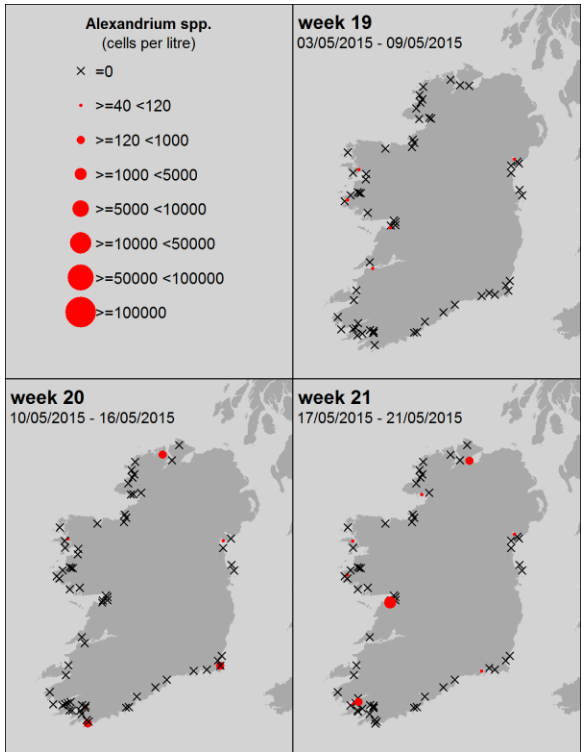 Alexandrium spp.
(cells per litre)
=0
>=40 <120
>=120 <1000
>=1000 <5000
>=5000 <10000
>=10000 <50000
>=50000 <100000
>=100000
week 19
03/05/2015 - 09/05/2015
week 20
10/05/2015 - 16/05/2015
week 21
17/05/2015 - 21/05/2015